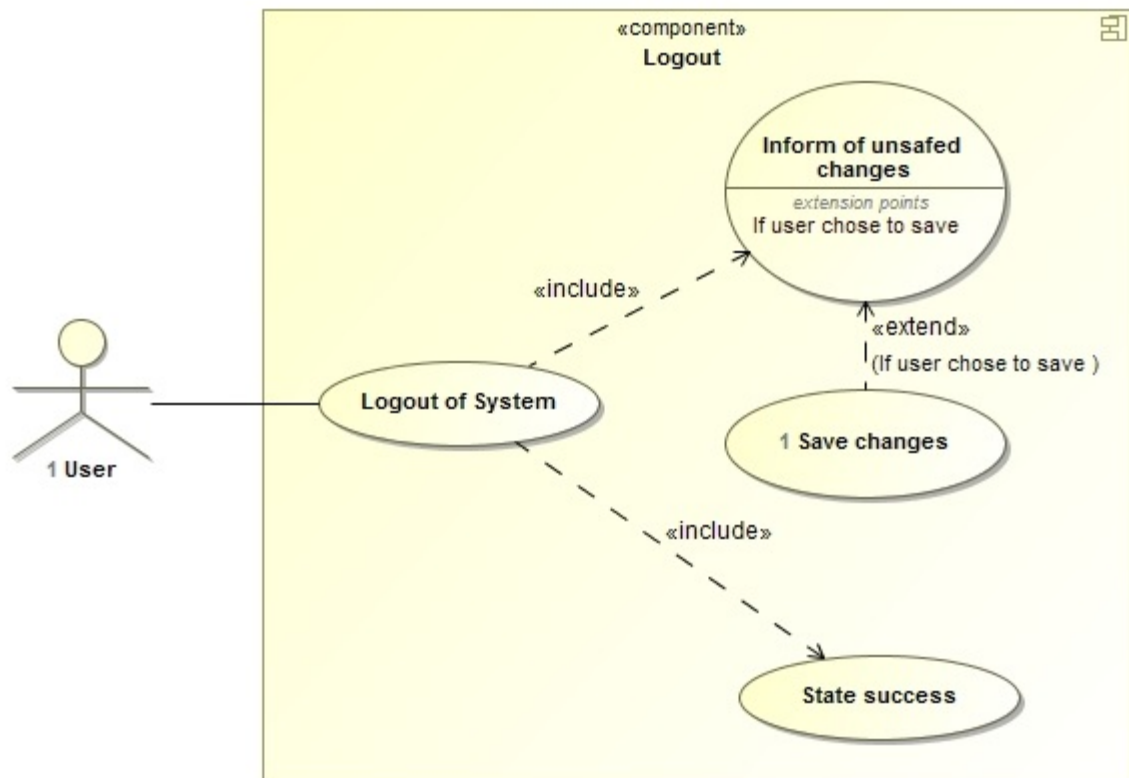 «component»
Logout
Inform of unsafed
changes
extension points
If user chose to save
«include»
«extend»
(If user chose to save )
Logout of System
1 Save changes
1 User
«include»
State success